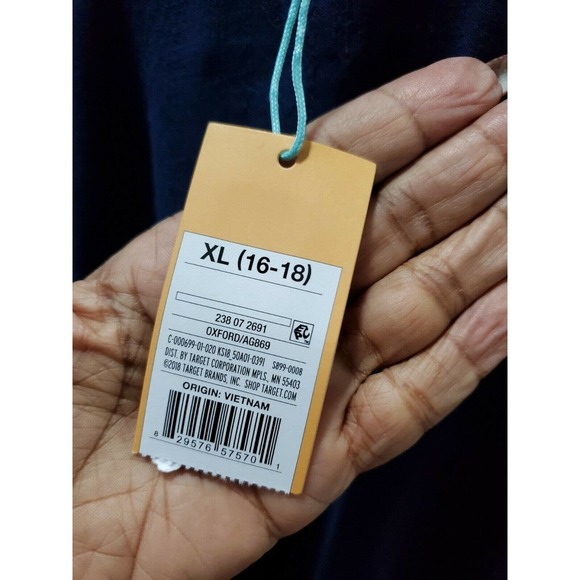 XL (16-18)
238 07 2691
OXFORD/AG869
C-000699-01-020 KS18_50A01-0391 S899-0008
DIST. BY TARGET CORPORATION MPLS, MN 55403
©2018 TARGET BRANDS, INC. SHOP TARGET.COM
ORIGIN: VIETNAM
8 29576 57570 1